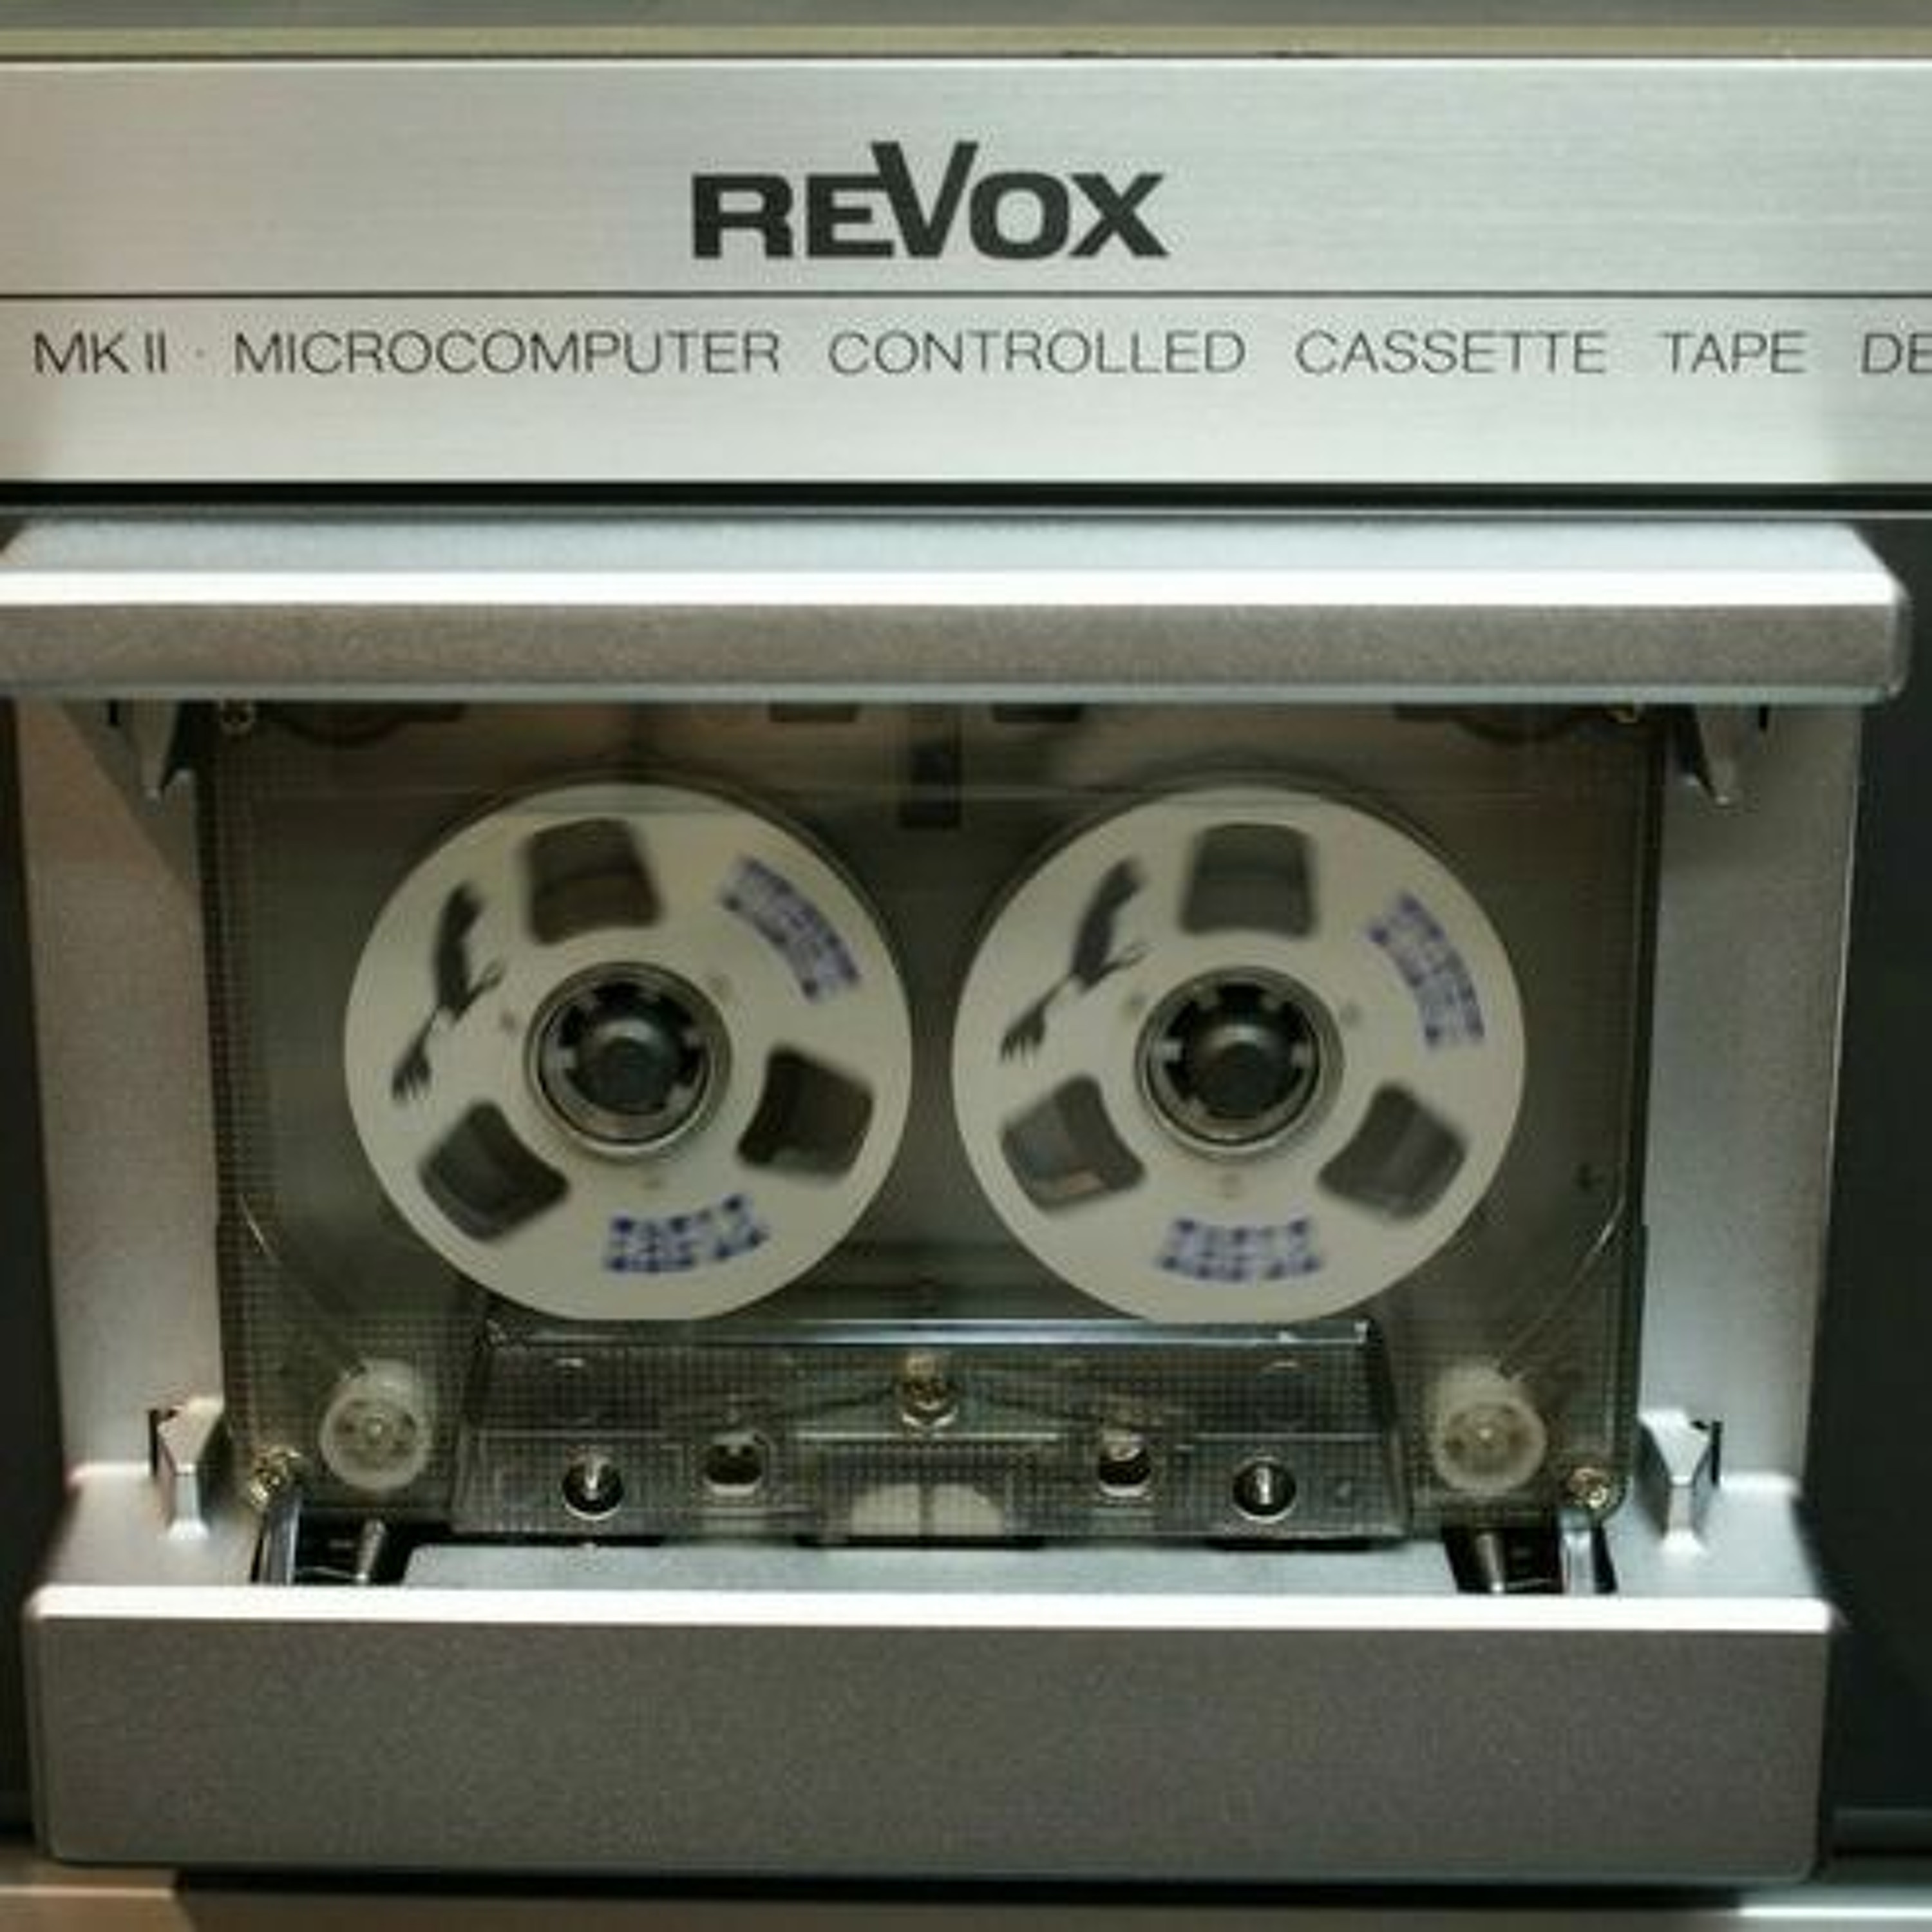 REVOX
MK II · MICROCOMPUTER CONTROLLED CASSETTE TAPE DE